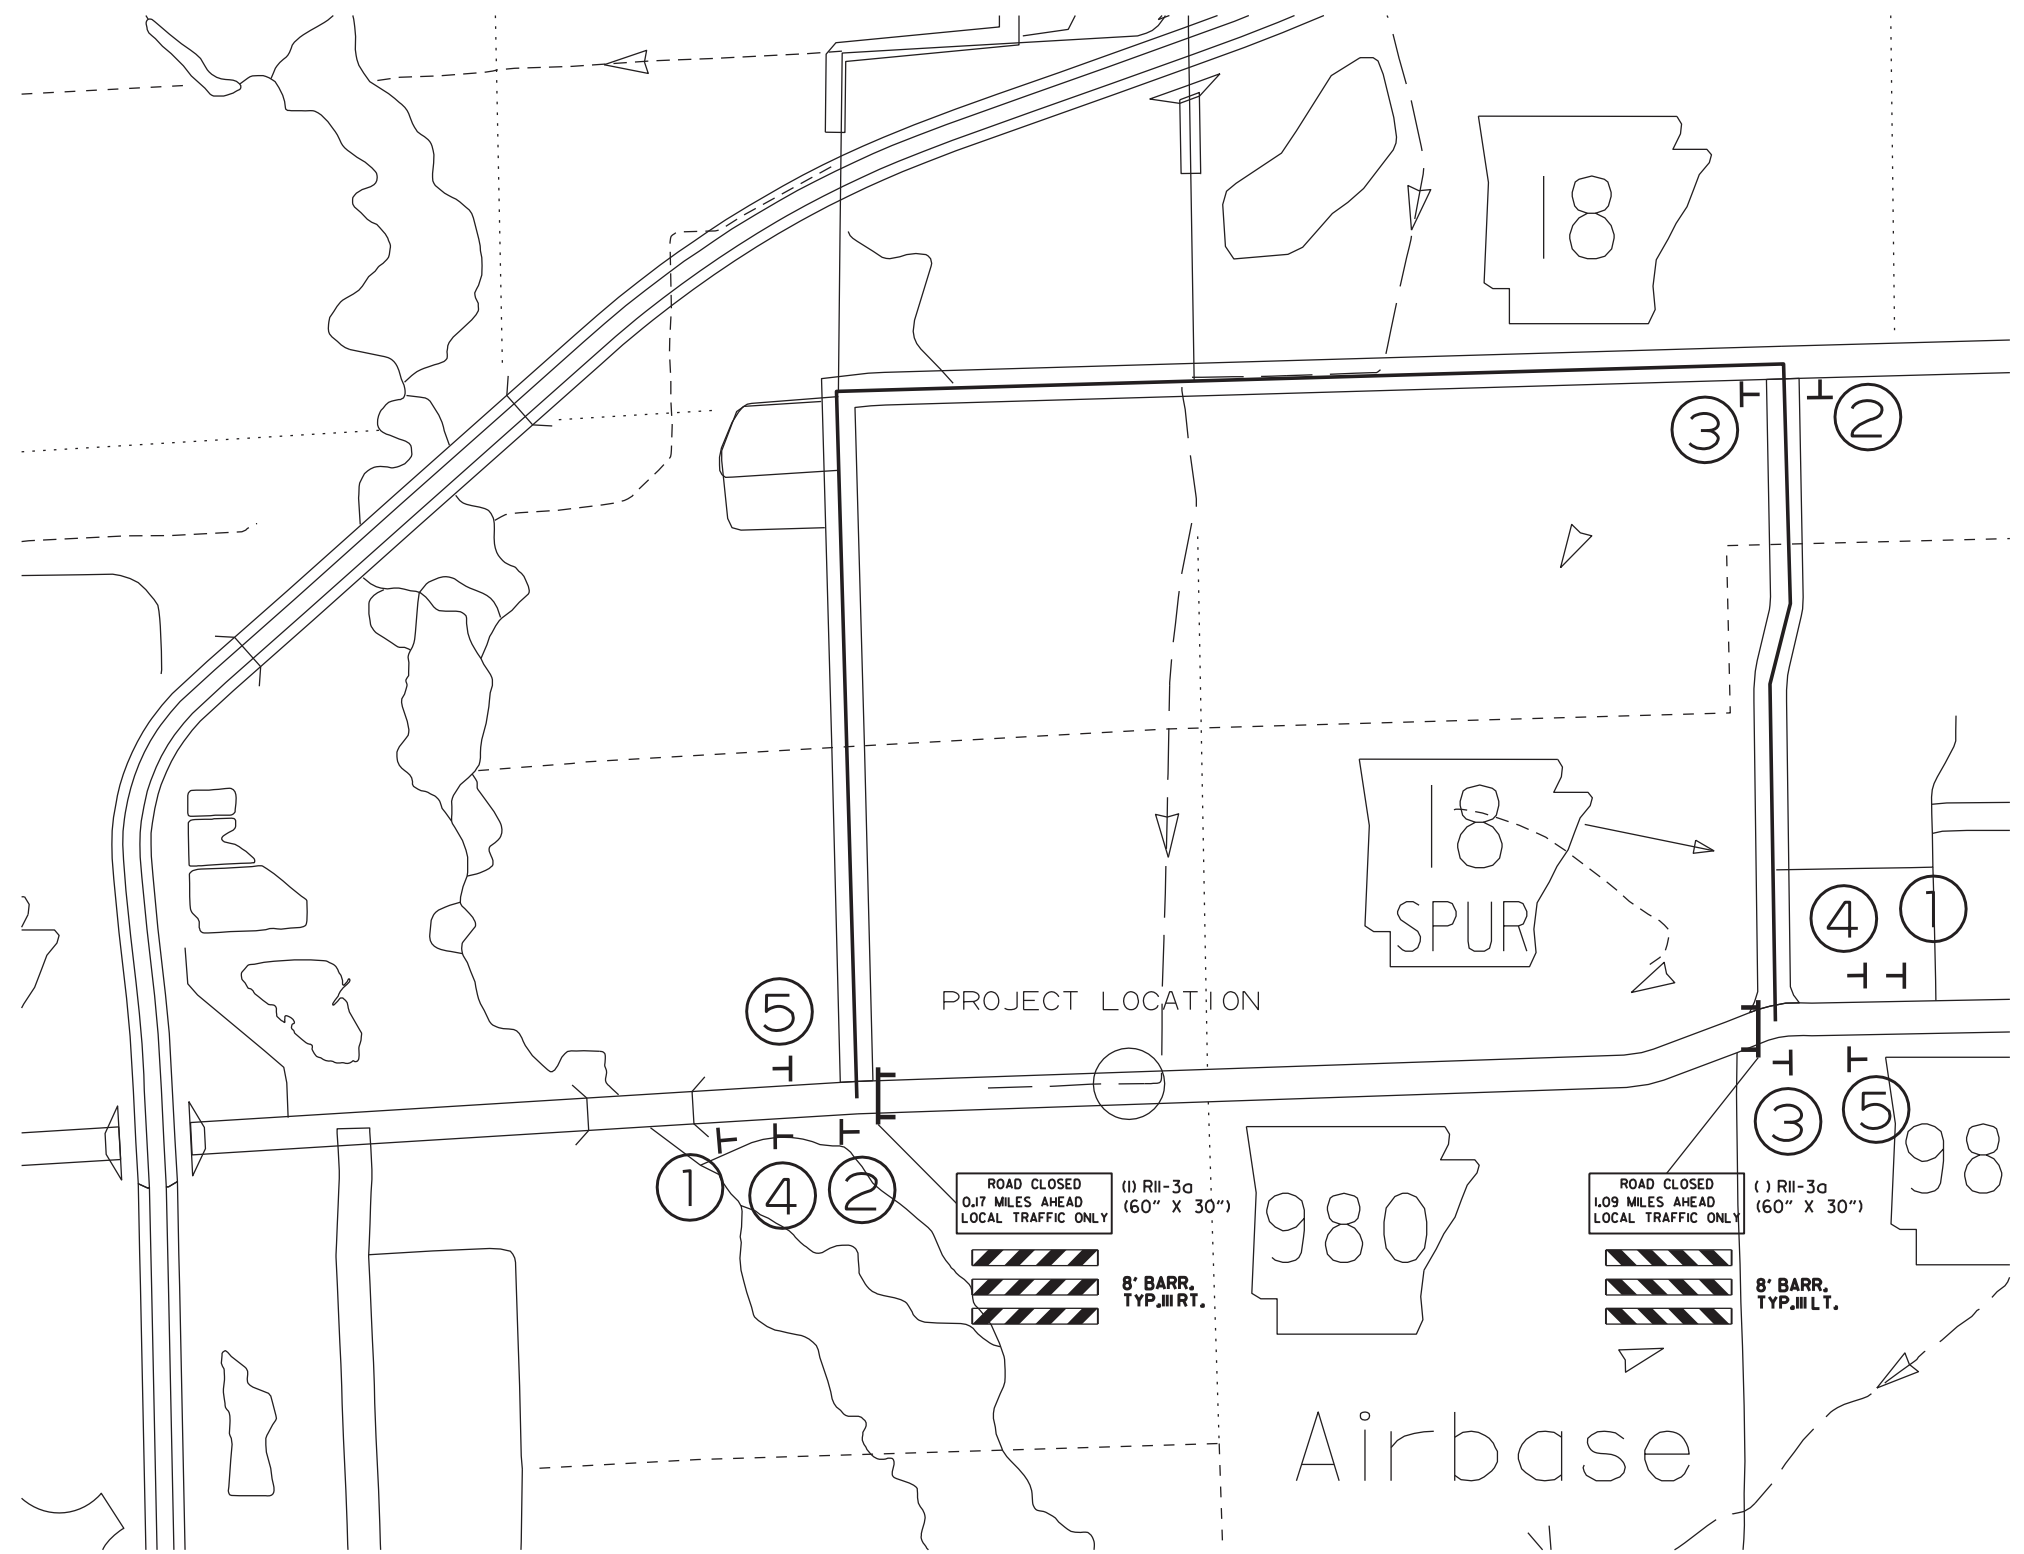 18
3
2
18
SPUR
4
1
5
PROJECT LOCATION
3
5
1
4
2
ROAD CLOSED
0.17 MILES AHEAD
LOCAL TRAFFIC ONLY
(1) R11-3a
(60" X 30")
8' BARR.
TYP.III RT.
980
ROAD CLOSED
1.09 MILES AHEAD
LOCAL TRAFFIC ONLY
( ) R11-3a
(60" X 30")
8' BARR.
TYP.III LT.
98
Airbase